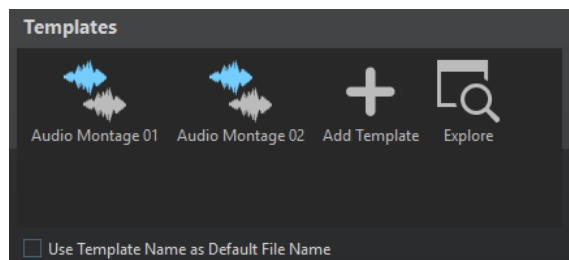 Templates
Audio Montage 01
Audio Montage 02
Add Template
Explore
Use Template Name as Default File Name